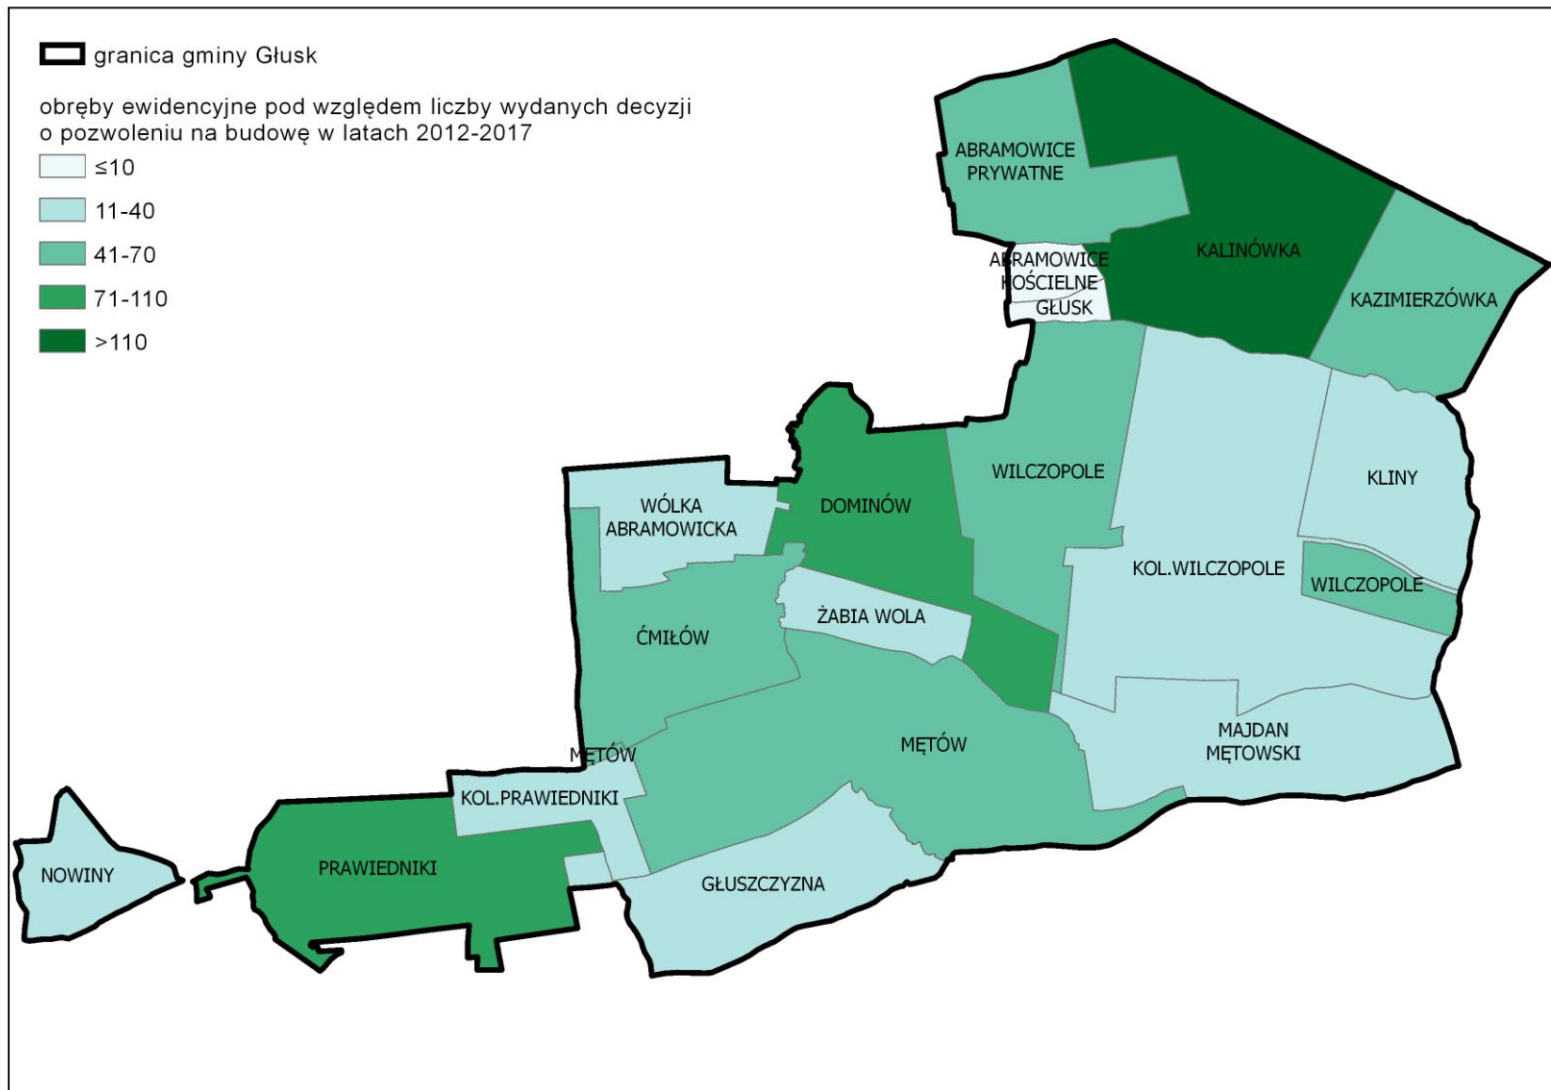 granica gminy Głusk
obręby ewidencyjne pod względem liczby wydanych decyzji
o pozwoleniu na budowę w latach 2012-2017
≤10
11-40
41-70
71-110
>110
ABRAMOWICE
PRYWATNE
KALINÓWKA
ABRAMOWICE
KOŚCIELNE
GŁUSK
KAZIMIERZÓWKA
WILCZOPOLE
KLINY
WÓLKA
ABRAMOWICKA
DOMINÓW
KOL.WILCZOPOLE
WILCZOPOLE
ŻABIA WOLA
ĆMIŁÓW
MAJDAN
MĘTOWSKI
MĘTÓW
MĘTÓW
KOL.PRAWIEDNIKI
NOWINY
PRAWIEDNIKI
GŁUSZCZYZNA